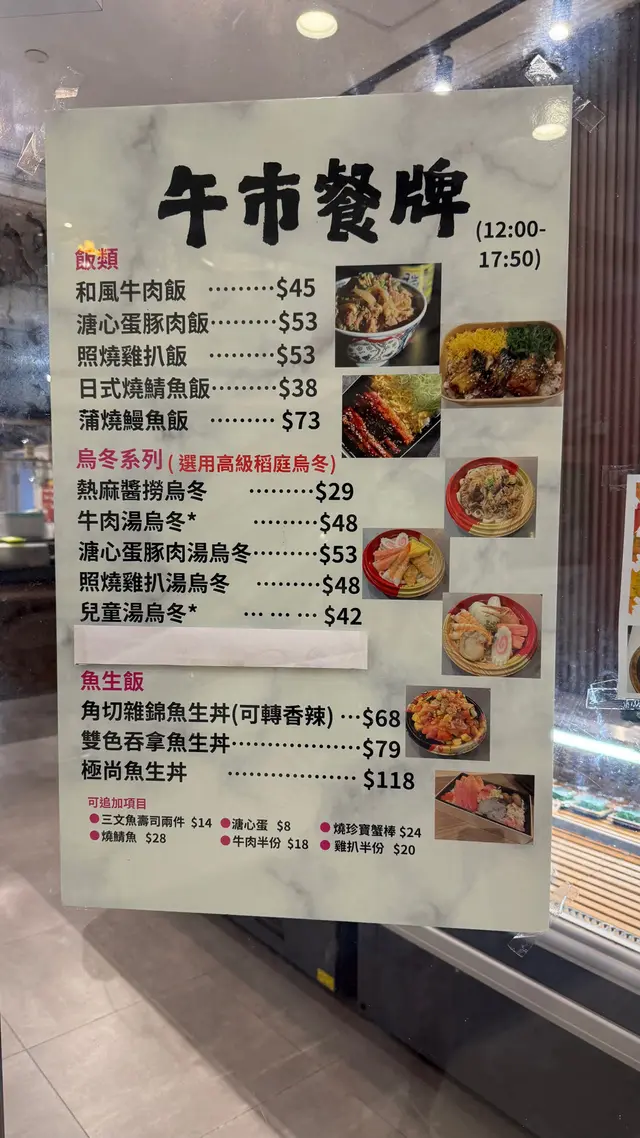 午市餐牌
(12:00-
17:50)
飯類
和風牛肉飯 ·········$45
溏心蛋豚肉飯···········$53
照燒雞扒飯 ···········$53
日式燒鯖魚飯·········$38
蒲燒鰻魚飯 ········· $73
烏冬系列 ( 選用高級稻庭烏冬)
熱麻醬撈烏冬 ·········$29
牛肉湯烏冬* ·········$48
溏心蛋豚肉湯烏冬·········$53
照燒雞扒湯烏冬 ·········$48
兒童湯烏冬* ··· ··· ··· $42
魚生飯
角切雜錦魚生丼(可轉香辣) ···$68
雙色吞拿魚生丼··················$79
極尚魚生丼 ·················· $118
可追加項目
●三文魚壽司兩件 $14 ●溏心蛋 $8 ●燒珍寶蟹棒 $24
●燒鯖魚 $28 ●牛肉半份 $18 ●雞扒半份 $20